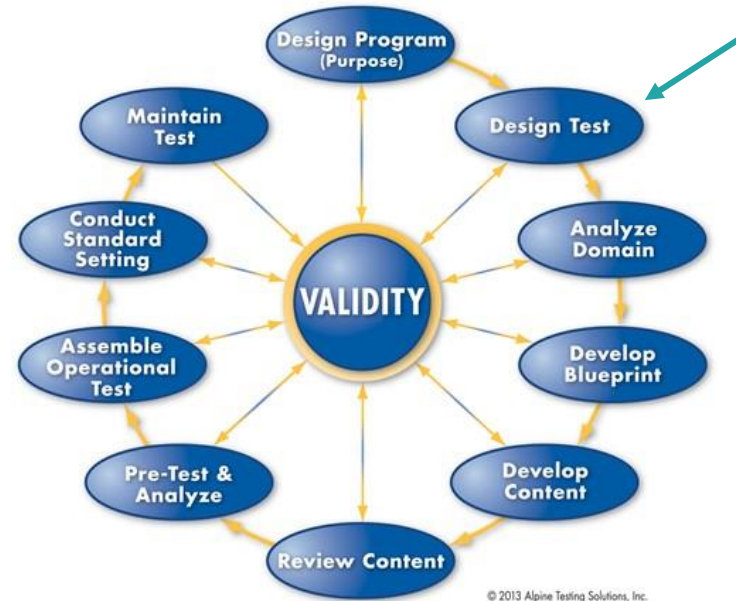 Design Program
(Purpose)
Design Test
Analyze
Domain
Develop
Blueprint
Develop
Content
Review Content
Pre-Test &
Analyze
Assemble
Operational
Test
Conduct
Standard
Setting
Maintain
Test
VALIDITY
© 2013 Alpine Testing Solutions, Inc.